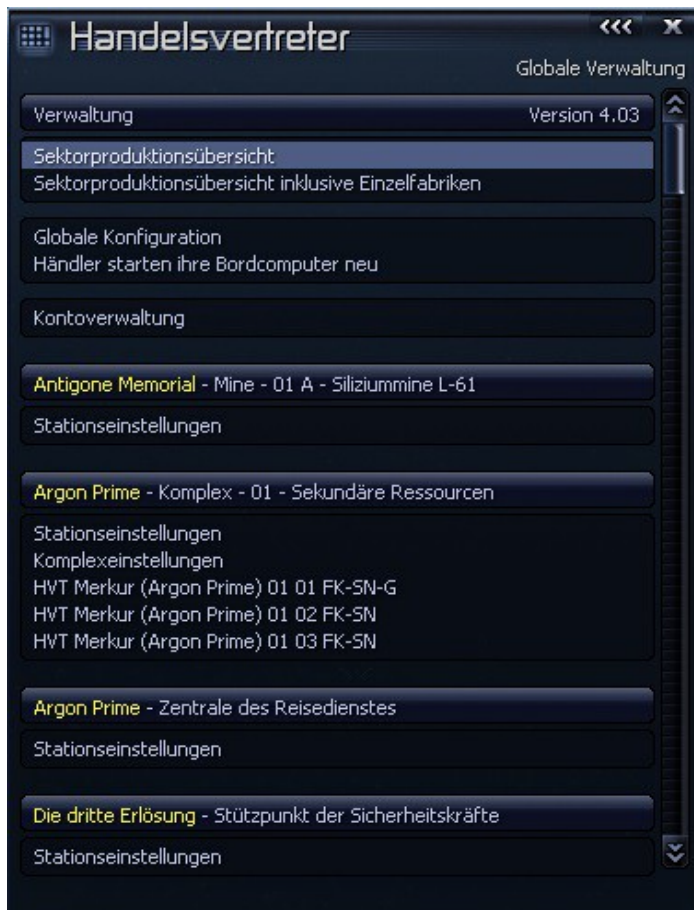 Handelsvertreter
Globale Verwaltung
Verwaltung Version 4.03
Sektorproduktionsübersicht
Sektorproduktionsübersicht inklusive Einzelfabriken
Globale Konfiguration
Händler starten ihre Bordcomputer neu
Kontoverwaltung
Antigone Memorial - Mine - 01 A - Siliziummine L-61
Stationseinstellungen
Argon Prime - Komplex - 01 - Sekundäre Ressourcen
Stationseinstellungen
Komplexeinstellungen
HVT Merkur (Argon Prime) 01 01 FK-SN-G
HVT Merkur (Argon Prime) 01 02 FK-SN
HVT Merkur (Argon Prime) 01 03 FK-SN
Argon Prime - Zentrale des Reisedienstes
Stationseinstellungen
Die dritte Erlösung - Stützpunkt der Sicherheitskräfte
Stationseinstellungen